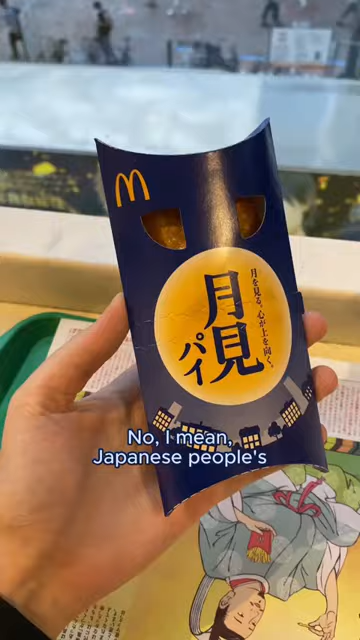 月を見る。心が上を向く。
月見
パイ
No, I mean,
Japanese people's